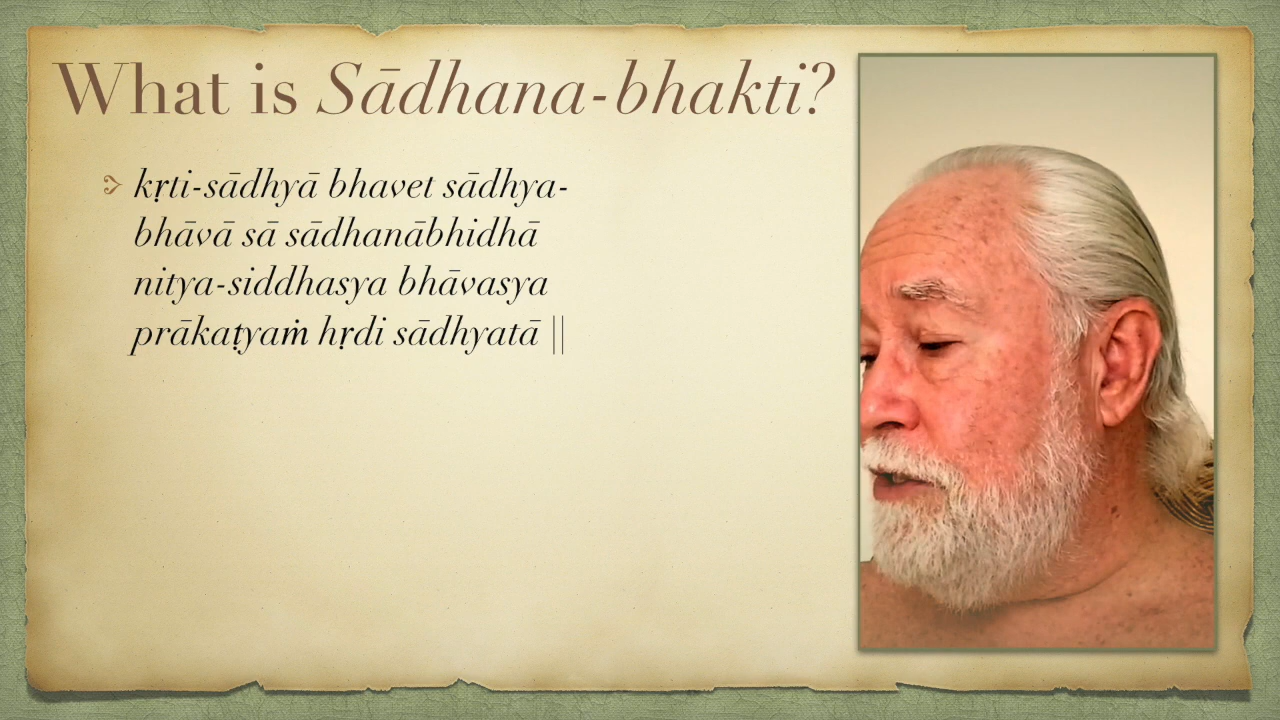 What is Sādhana-bhakti?
kṛti-sādhyā bhavet sādhya-
bhāvā sā sādhanābhidhā
nitya-siddhasya bhāvasya
prākaṭyaṁ hṛdi sādhyatā ||